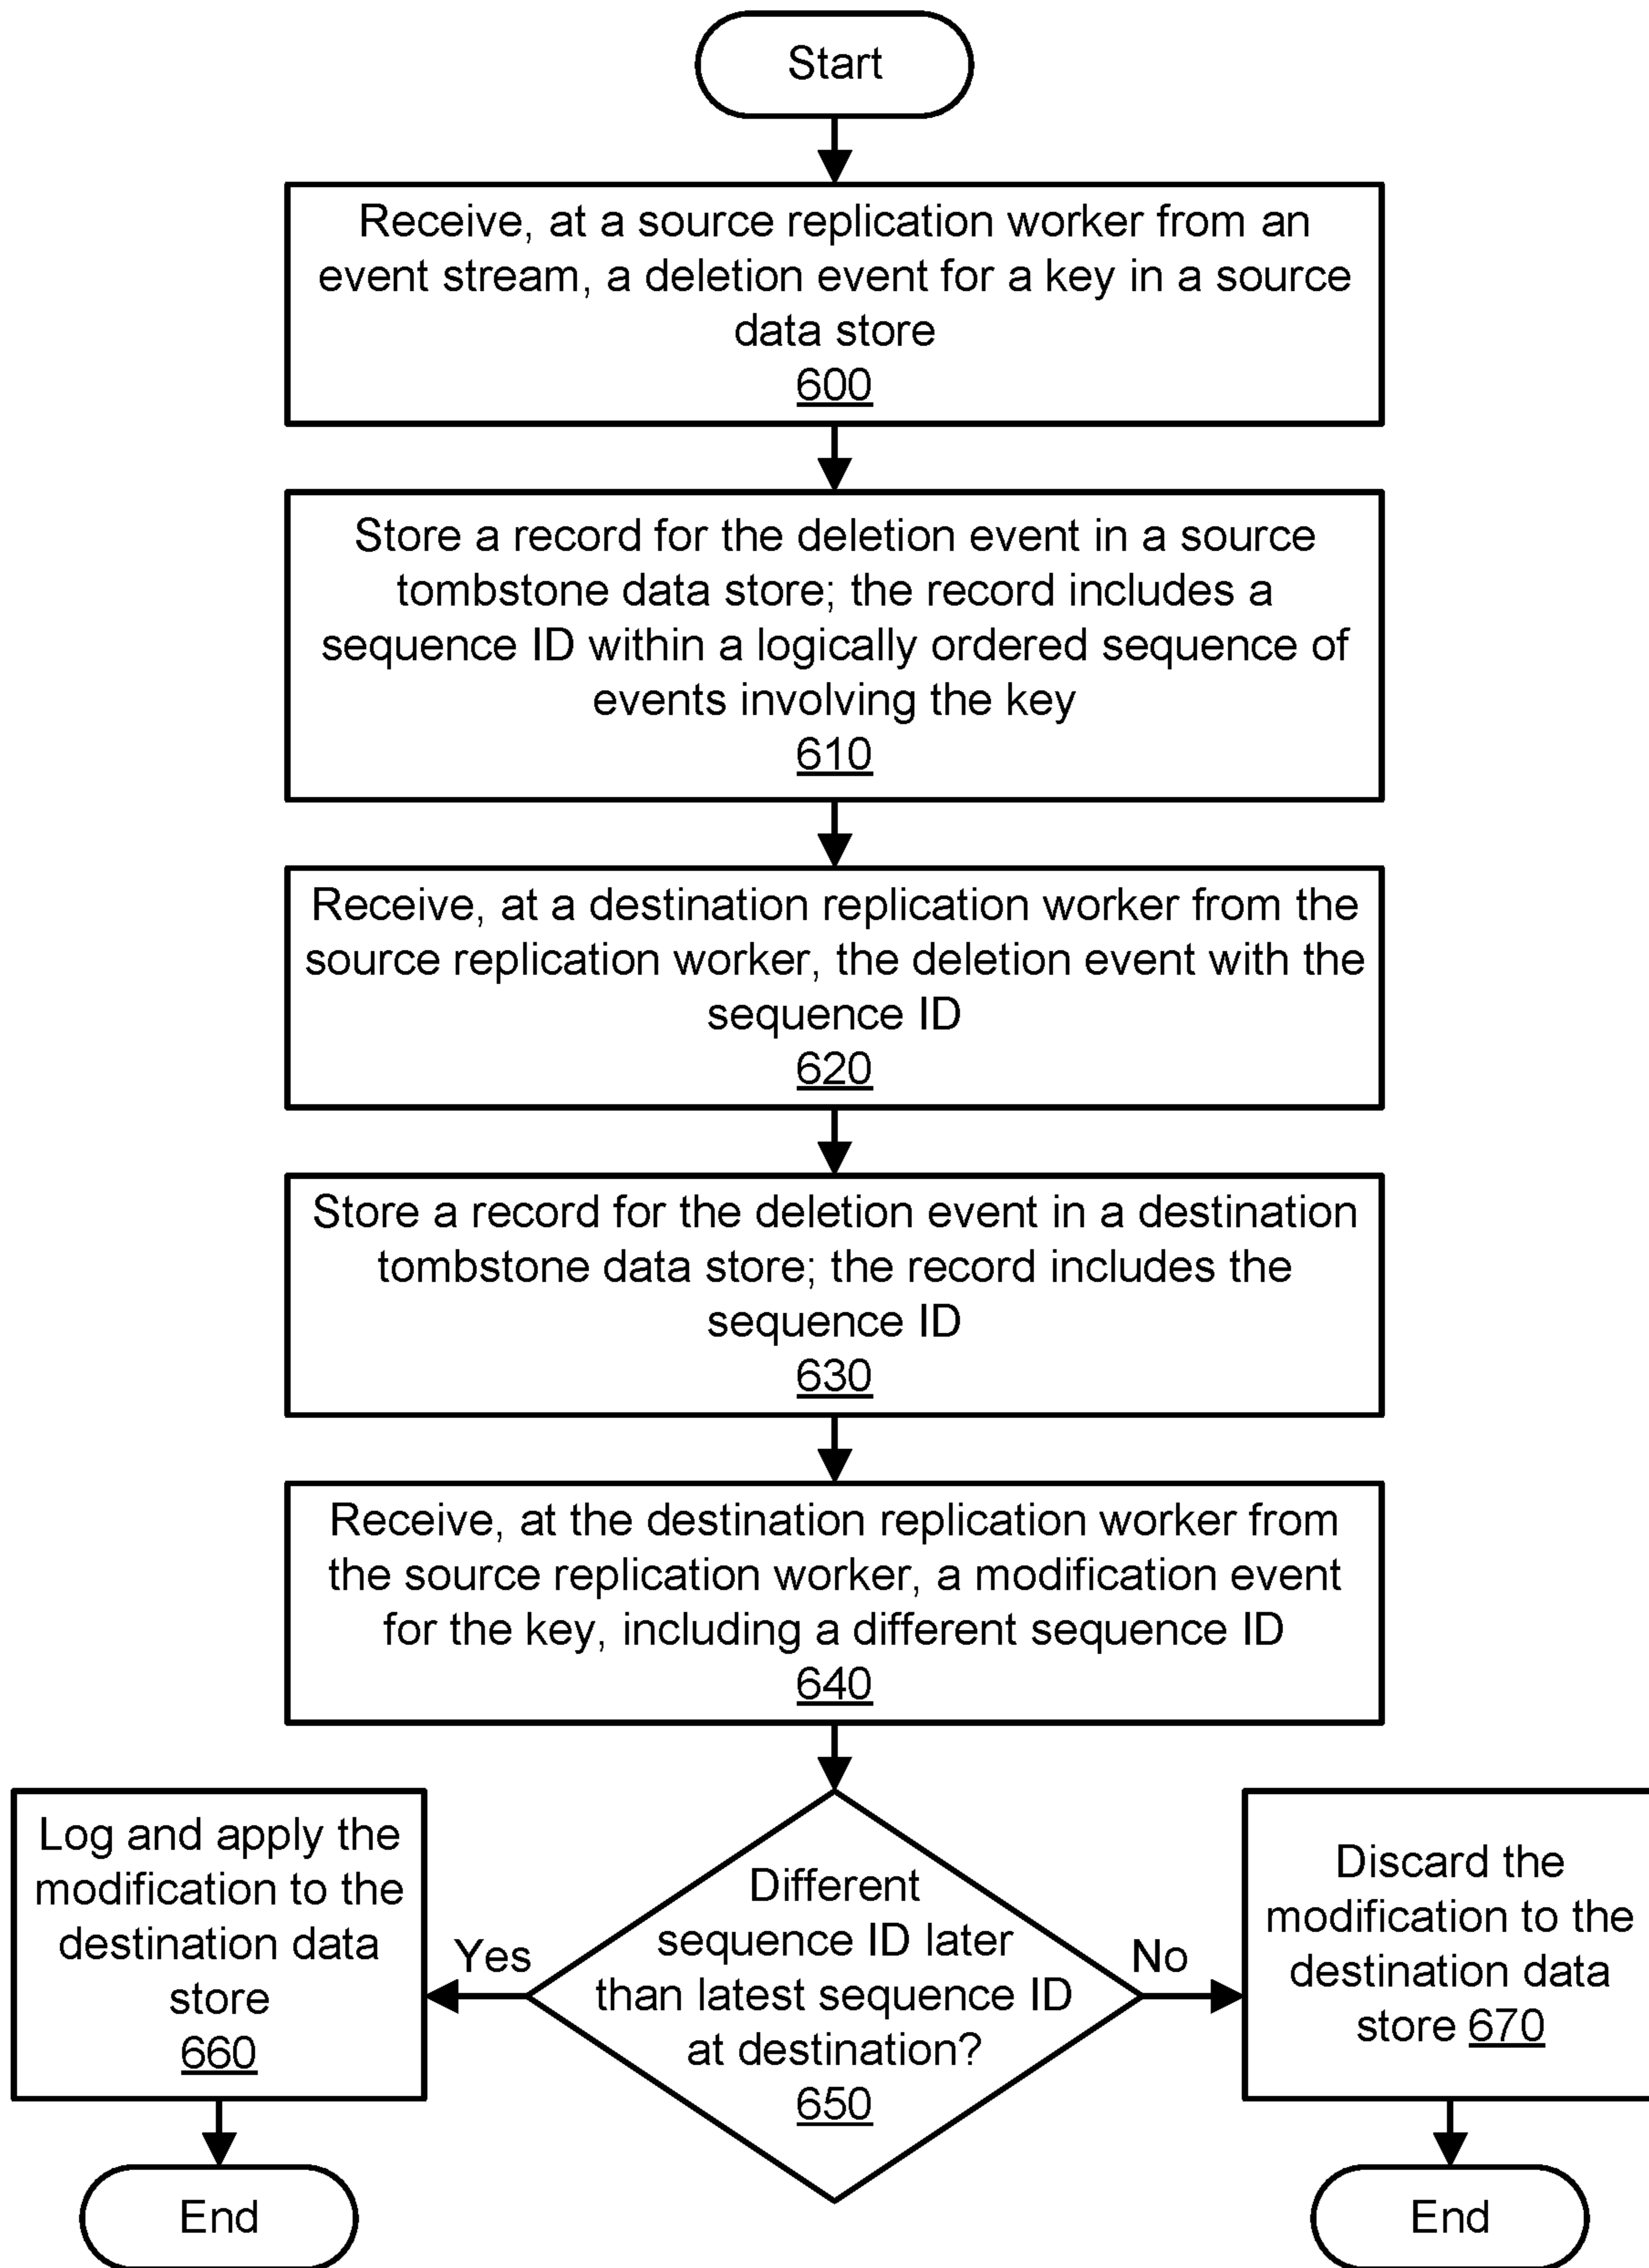 Start
Receive, at a source replication worker from an
event stream, a deletion event for a key in a source
data store
600
Store a record for the deletion event in a source
tombstone data store; the record includes a
sequence ID within a logically ordered sequence of
events involving the key
610
Receive, at a destination replication worker from the
source replication worker, the deletion event with the
sequence ID
620
Store a record for the deletion event in a destination
tombstone data store; the record includes the
sequence ID
630
Receive, at the destination replication worker from
the source replication worker, a modification event
for the key, including a different sequence ID
640
Log and apply the
modification to the
destination data
store
660
Yes
Different
sequence ID later
than latest sequence ID
at destination?
650
No
Discard the
modification to the
destination data
store 670
End
End